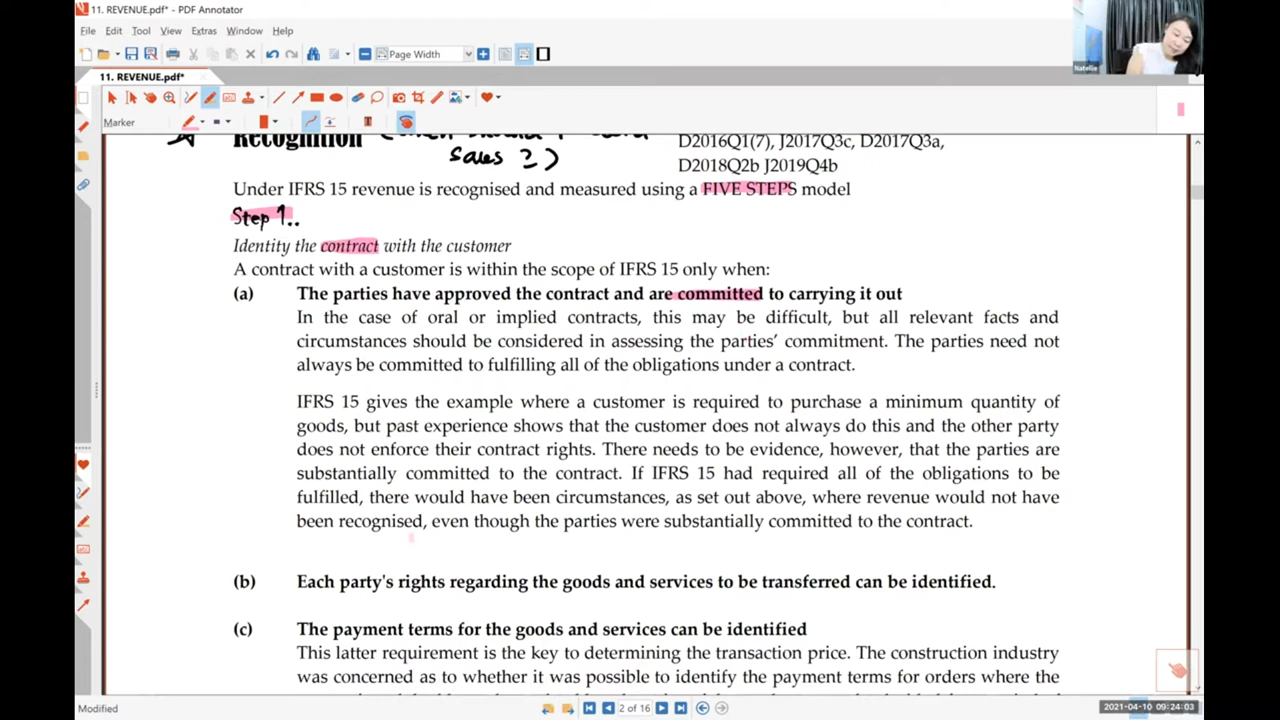 11. REVENUE.pdf* - PDF Annotator
File Edit Tool View Extras Window Help
Page Width
11. REVENUE.pdf*
Marker
Natellie
Recognition
sales ? )
D2016Q1(7), J2017Q3c, D2017Q3a,
D2018Q2b J2019Q4b
Under IFRS 15 revenue is recognised and measured using a FIVE STEPS model
Step 1..
Identity the contract with the customer
A contract with a customer is within the scope of IFRS 15 only when:
(a) The parties have approved the contract and are committed to carrying it out
In the case of oral or implied contracts, this may be difficult, but all relevant facts and
circumstances should be considered in assessing the parties' commitment. The parties need not
always be committed to fulfilling all of the obligations under a contract.
IFRS 15 gives the example where a customer is required to purchase a minimum quantity of
goods, but past experience shows that the customer does not always do this and the other party
does not enforce their contract rights. There needs to be evidence, however, that the parties are
substantially committed to the contract. If IFRS 15 had required all of the obligations to be
fulfilled, there would have been circumstances, as set out above, where revenue would not have
been recognised, even though the parties were substantially committed to the contract.
(b) Each party's rights regarding the goods and services to be transferred can be identified.
(c) The payment terms for the goods and services can be identified
This latter requirement is the key to determining the transaction price. The construction industry
was concerned as to whether it was possible to identify the payment terms for orders where the
Modified
2 of 16
2021-04-10 09:24:03